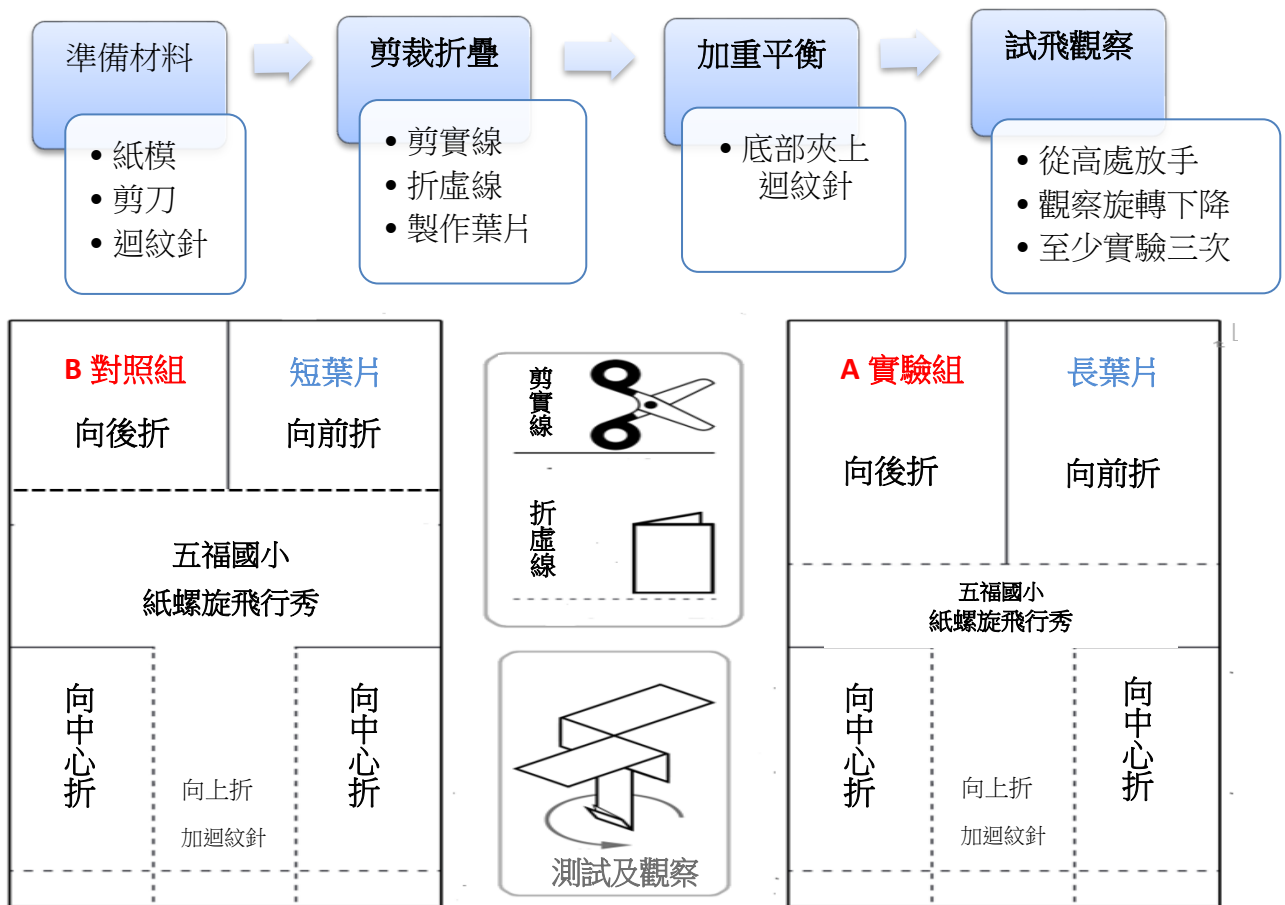 準備材料
• 紙模
• 剪刀
• 迴紋針
剪裁折疊
• 剪實線
• 折虛線
• 製作葉片
加重平衡
• 底部夾上
迴紋針
試飛觀察
• 從高處放手
• 觀察旋轉下降
• 至少實驗三次
B 對照組
短葉片
向後折
向前折
五福國小
紙螺旋飛行秀
向中心折
向中心折
向上折
加迴紋針
剪實線
折虛線
測試及觀察
A 實驗組
長葉片
向後折
向前折
五福國小
紙螺旋飛行秀
向中心折
向中心折
向上折
加迴紋針